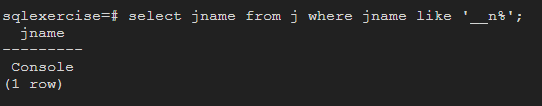 sqlexercise=# select jname from j where jname like '__n%';
  jname
---------
 Console
(1 row)